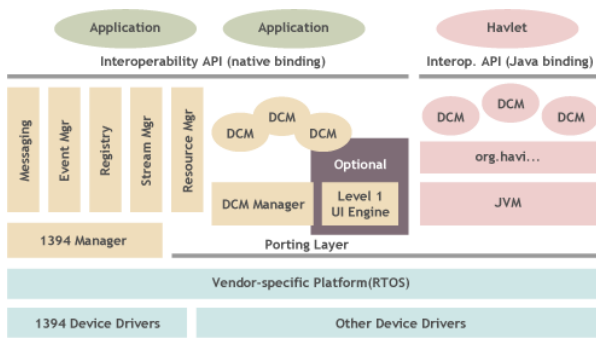 Application
Application
Havlet
Interoperability API (native binding)
Interop. API (Java binding)
Messaging
Event Mgr
Registry
Stream Mgr
Resource Mgr
DCM
DCM
DCM
DCM
DCM
DCM
Optional
org.havi...
DCM Manager
Level 1
UI Engine
JVM
1394 Manager
Porting Layer
Vendor-specific Platform(RTOS)
1394 Device Drivers
Other Device Drivers